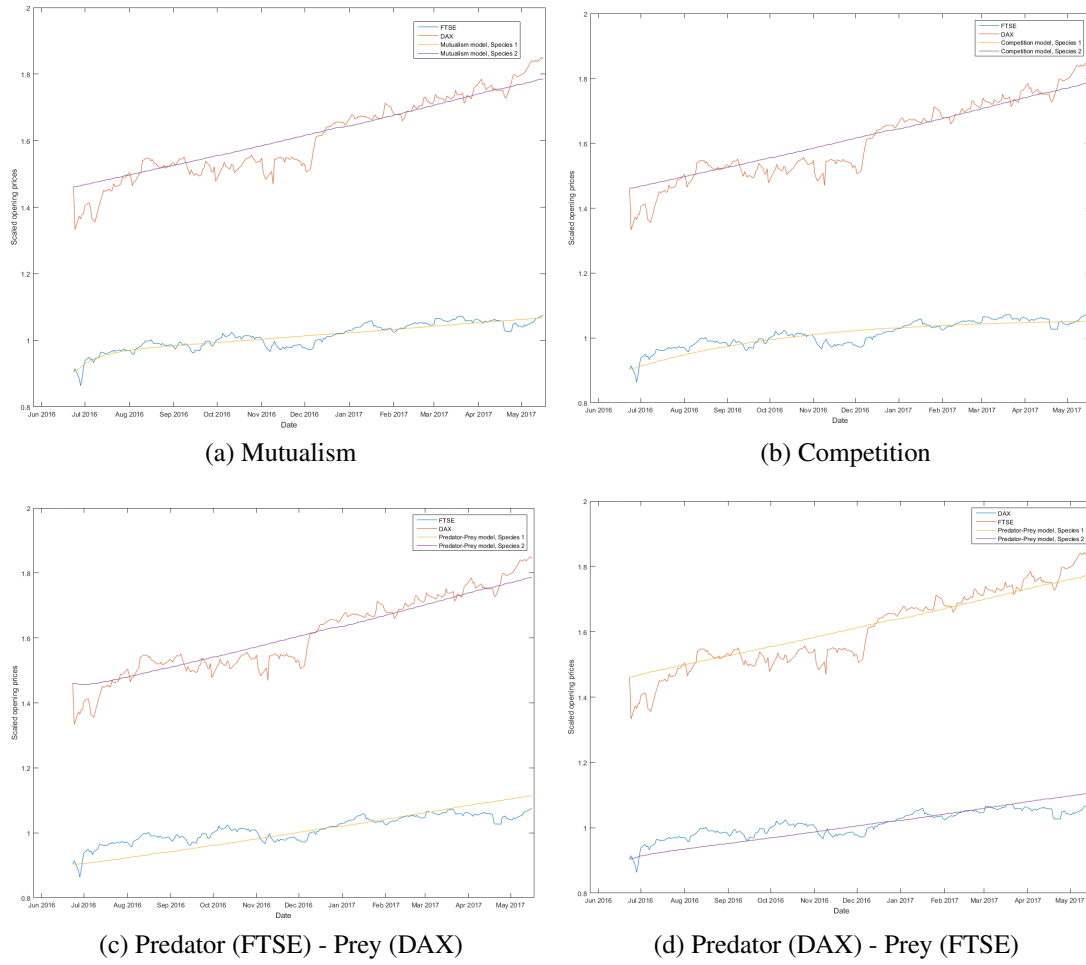 2
1.8
1.6
1.4
1.2
1
0.8
Scaled opening prices
FTSE
DAX
Mutualism model, Species 1
Mutualism model, Species 2
Jun 2016 Jul 2016 Aug 2016 Sep 2016 Oct 2016 Nov 2016 Dec 2016 Jan 2017 Feb 2017 Mar 2017 Apr 2017 May 2017
Date
(a) Mutualism
2
1.8
1.6
1.4
1.2
1
0.8
Scaled opening prices
FTSE
DAX
Competition model, Species 1
Competition model, Species 2
Jun 2016 Jul 2016 Aug 2016 Sep 2016 Oct 2016 Nov 2016 Dec 2016 Jan 2017 Feb 2017 Mar 2017 Apr 2017 May 2017
Date
(b) Competition
2
1.8
1.6
1.4
1.2
1
0.8
Scaled opening prices
FTSE
DAX
Predator-Prey model, Species 1
Predator-Prey model, Species 2
Jun 2016 Jul 2016 Aug 2016 Sep 2016 Oct 2016 Nov 2016 Dec 2016 Jan 2017 Feb 2017 Mar 2017 Apr 2017 May 2017
Date
(c) Predator (FTSE) - Prey (DAX)
2
1.8
1.6
1.4
1.2
1
0.8
Scaled opening prices
DAX
FTSE
Predator-Prey model, Species 1
Predator-Prey model, Species 2
Jun 2016 Jul 2016 Aug 2016 Sep 2016 Oct 2016 Nov 2016 Dec 2016 Jan 2017 Feb 2017 Mar 2017 Apr 2017 May 2017
Date
(d) Predator (DAX) - Prey (FTSE)